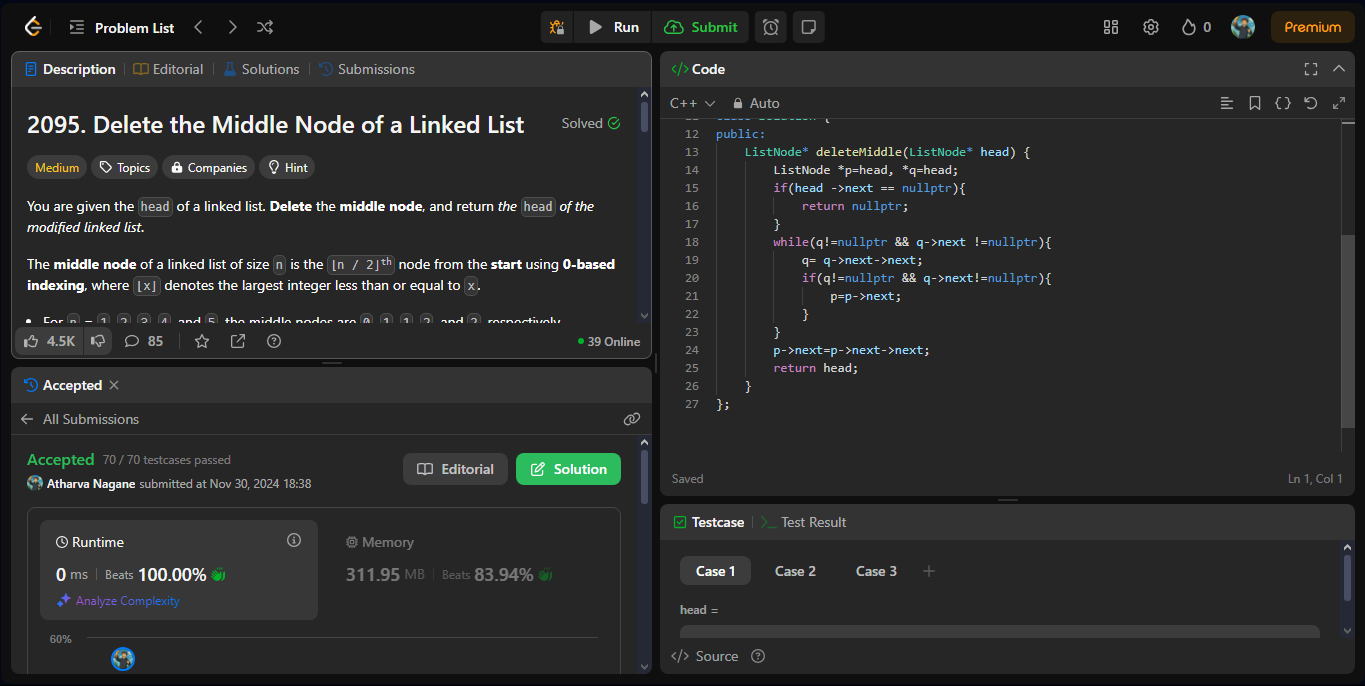 Problem List
Run
Submit
0
Premium
Description
Editorial
Solutions
Submissions
2095. Delete the Middle Node of a Linked List
Solved
Medium
Topics
Companies
Hint
You are given the head of a linked list. Delete the middle node, and return the head of the
modified linked list.
The middle node of a linked list of size n is the ⌊n / 2⌋th node from the start using 0-based
indexing, where ⌊x⌋ denotes the largest integer less than or equal to x.
• For n = 1, 2, 3, 4, and 5, the middle nodes are 0, 1, 1, 2, and 2, respectively.
4.5K
85
39 Online
Accepted
All Submissions
Accepted 70 / 70 testcases passed
Atharva Nagane submitted at Nov 30, 2024 18:38
Editorial
Solution
Runtime
0 ms | Beats 100.00%
Analyze Complexity
Memory
311.95 MB | Beats 83.94%
60%
</> Code
C++
Auto
12 public:
13 ListNode* deleteMiddle(ListNode* head) {
14 ListNode *p=head, *q=head;
15 if(head ->next == nullptr){
16 return nullptr;
17 }
18 while(q!=nullptr && q->next !=nullptr){
19 q= q->next->next;
20 if(q!=nullptr && q->next!=nullptr){
21 p=p->next;
22 }
23 }
24 p->next=p->next->next;
25 return head;
26 }
27 };
Saved
Ln 1, Col 1
Testcase
>_ Test Result
Case 1
Case 2
Case 3
+
head =
</> Source